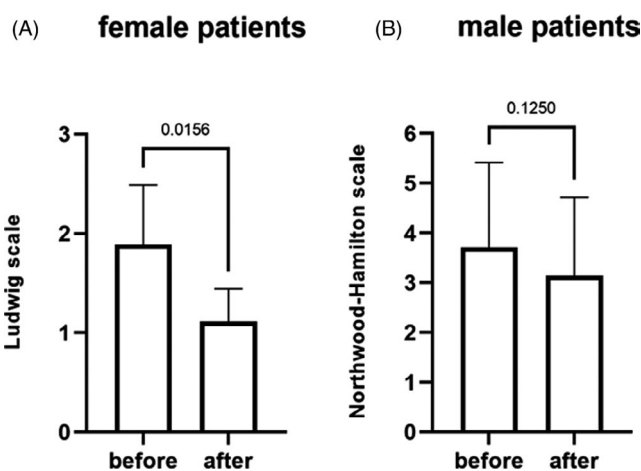 (A) female patients
0.0156
Ludwig scale
3
2
1
0
before after
(B) male patients
0.1250
Northwood-Hamilton scale
6
5
4
3
2
1
0
before after